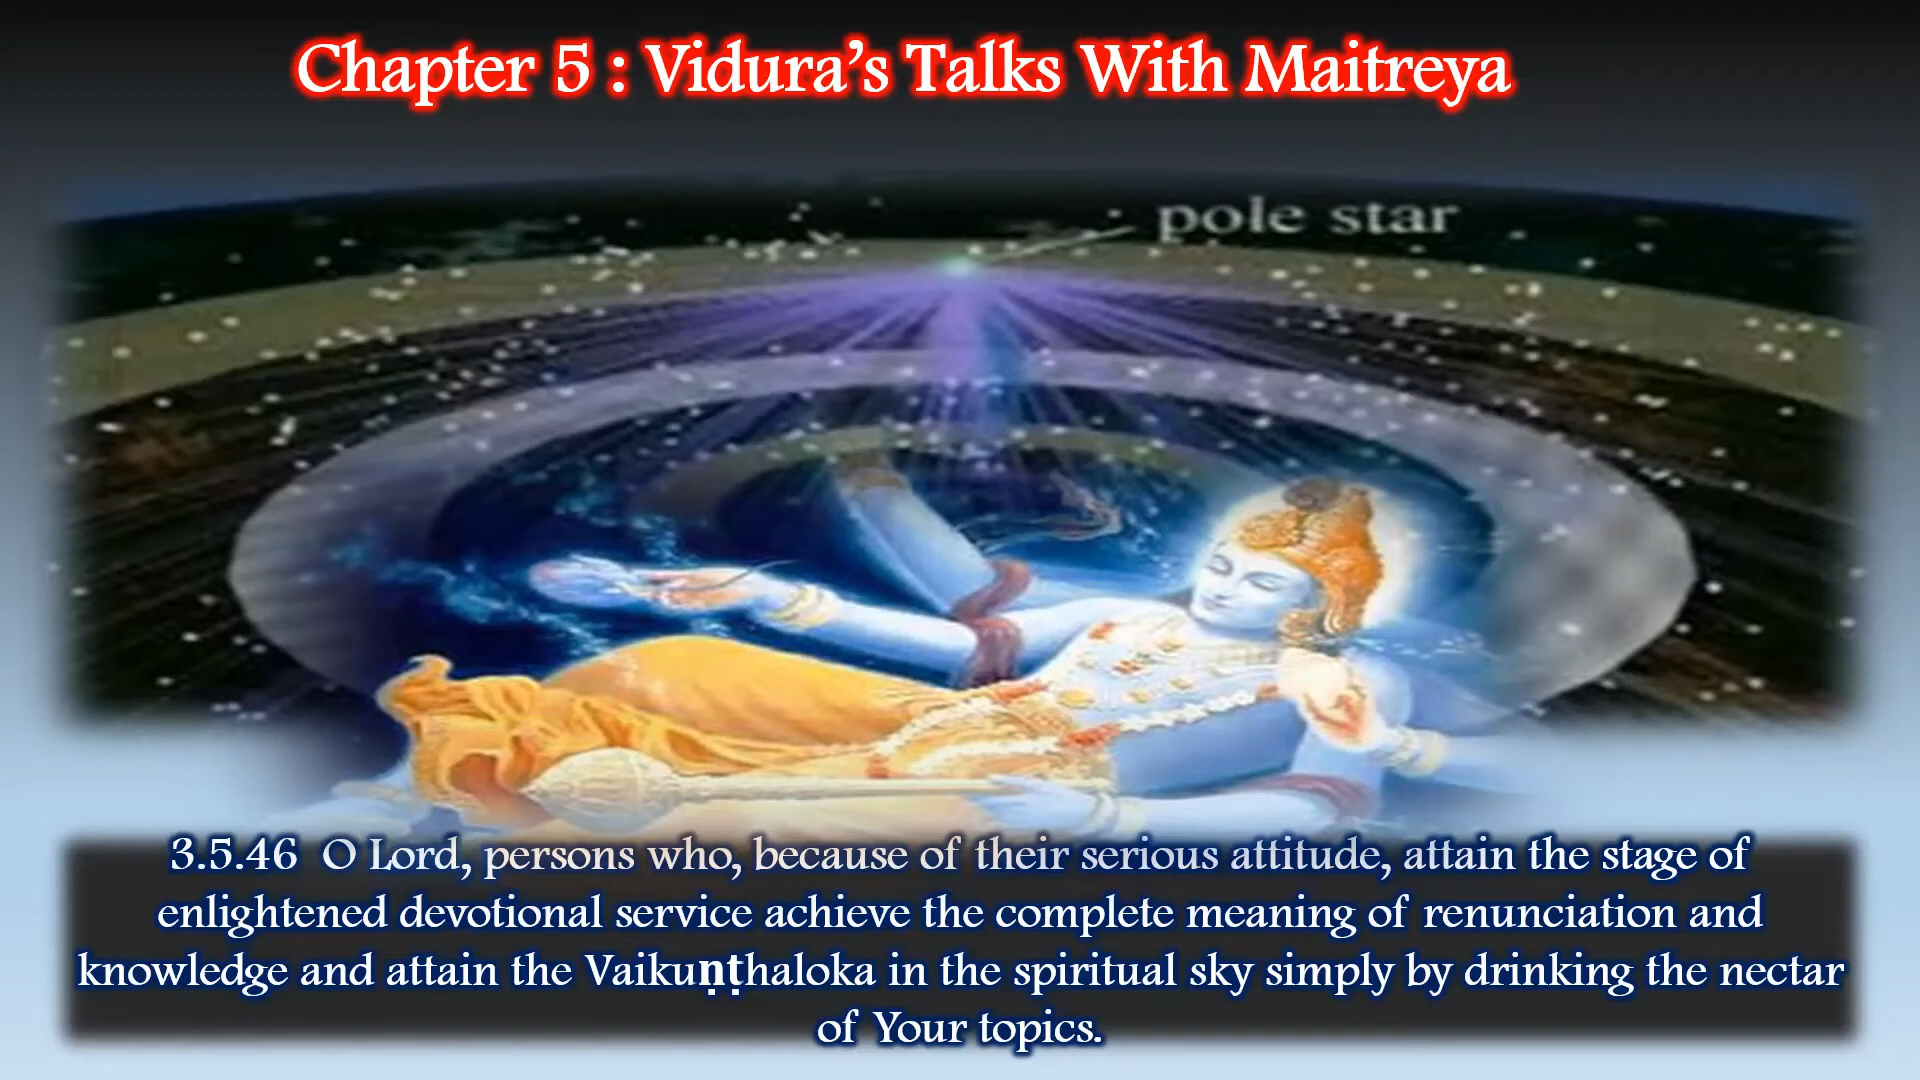 Chapter 5 : Vidura’s Talks With Maitreya
pole star
3.5.46 O Lord, persons who, because of their serious attitude, attain the stage of
enlightened devotional service achieve the complete meaning of renunciation and
knowledge and attain the Vaikuṇṭhaloka in the spiritual sky simply by drinking the nectar
of Your topics.